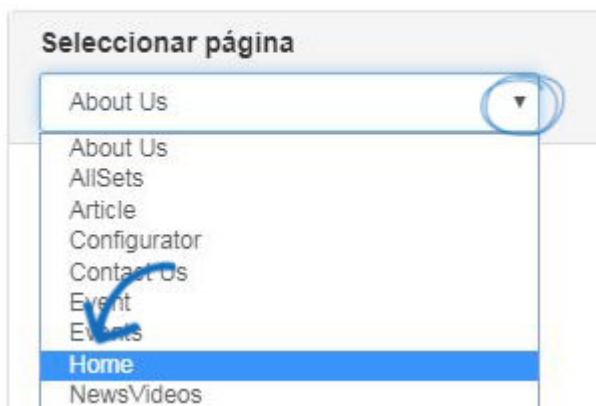 Seleccionar página
About Us
About Us
AllSets
Article
Configurator
Contact Us
Event
Events
Home
NewsVideos